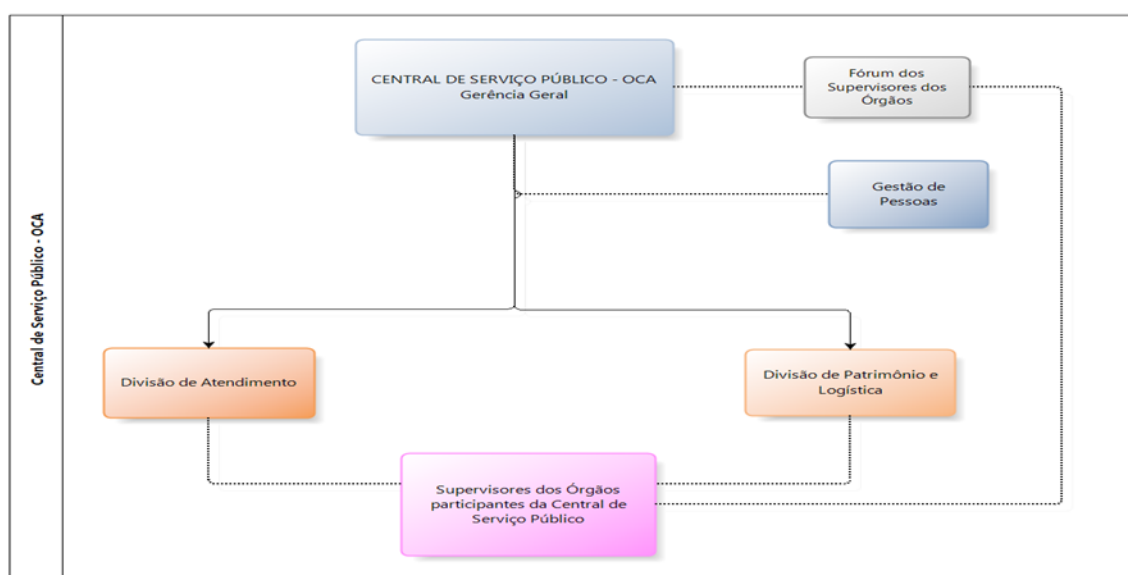 Central de Serviço Público - OCA
CENTRAL DE SERVIÇO PÚBLICO - OCA
Gerência Geral
Fórum dos
Supervisores dos
Órgãos
Gestão de
Pessoas
Divisão de Atendimento
Divisão de Patrimônio e
Logística
Supervisores dos Órgãos
participantes da Central de
Serviço Público